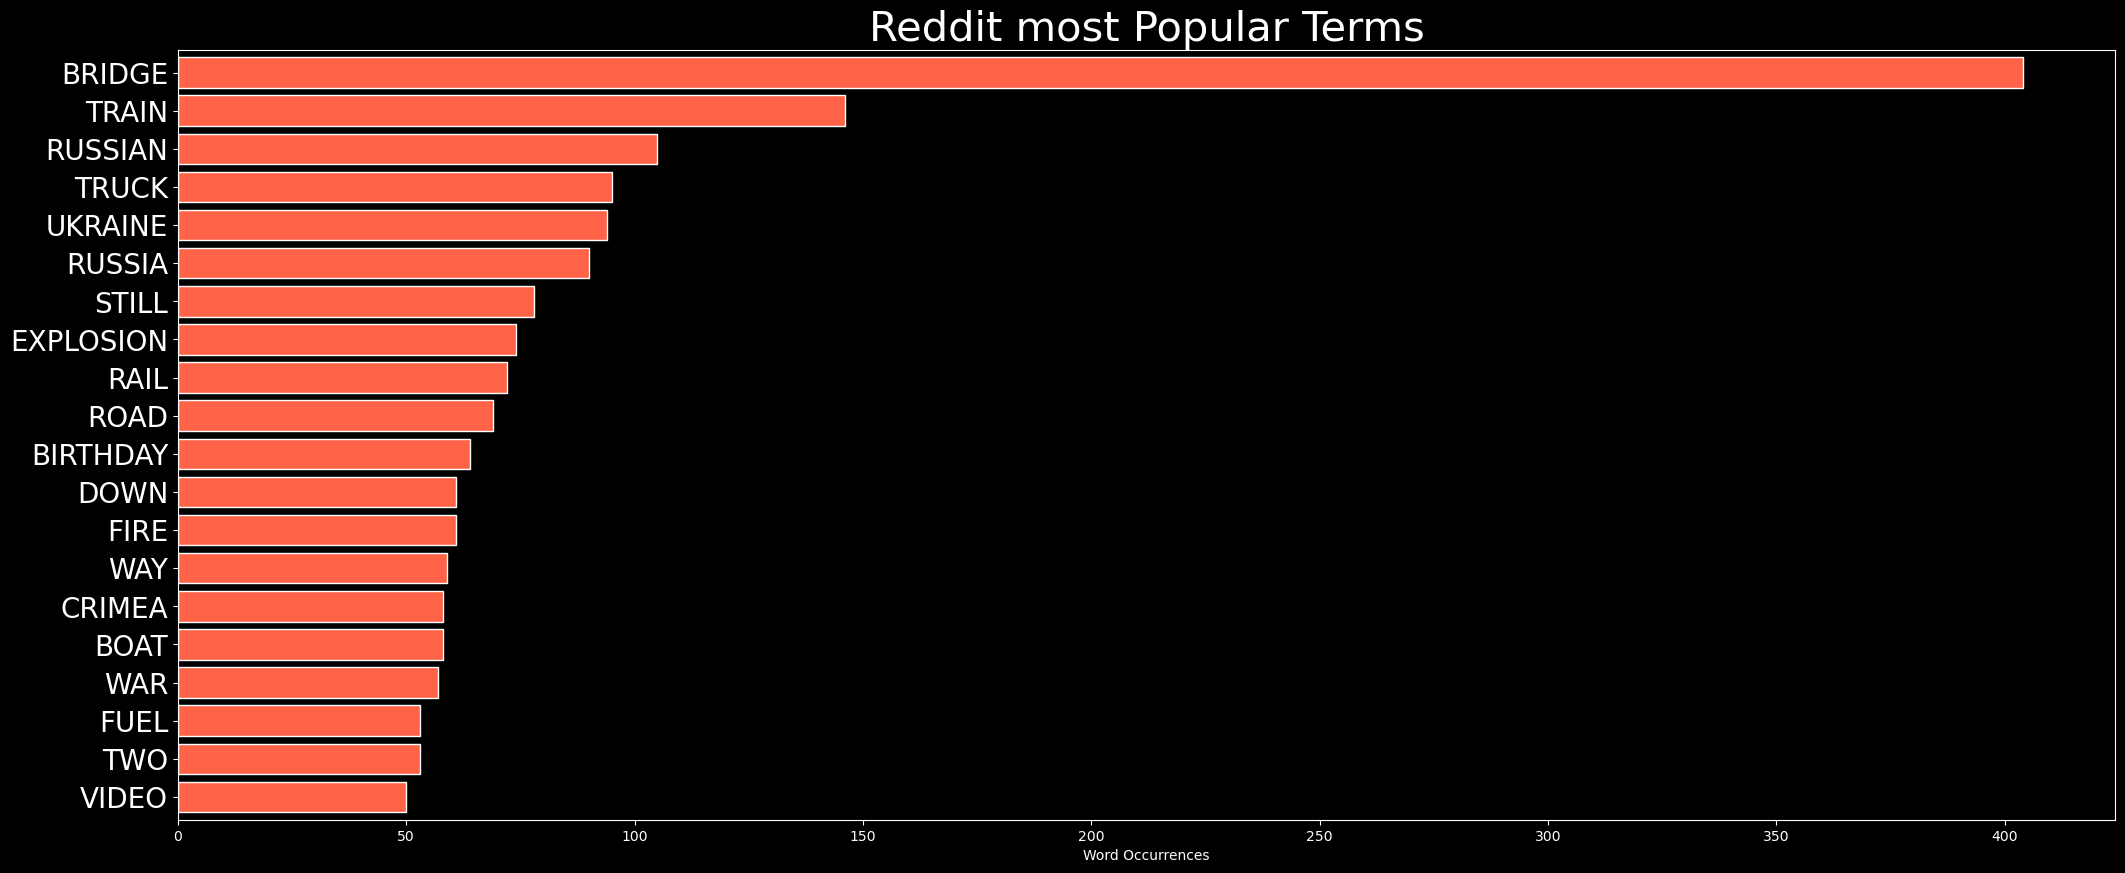 Reddit most Popular Terms
BRIDGE
TRAIN
RUSSIAN
TRUCK
UKRAINE
RUSSIA
STILL
EXPLOSION
RAIL
ROAD
BIRTHDAY
DOWN
FIRE
WAY
CRIMEA
BOAT
WAR
FUEL
TWO
VIDEO
0 50 100 150 200 250 300 350 400
Word Occurrences